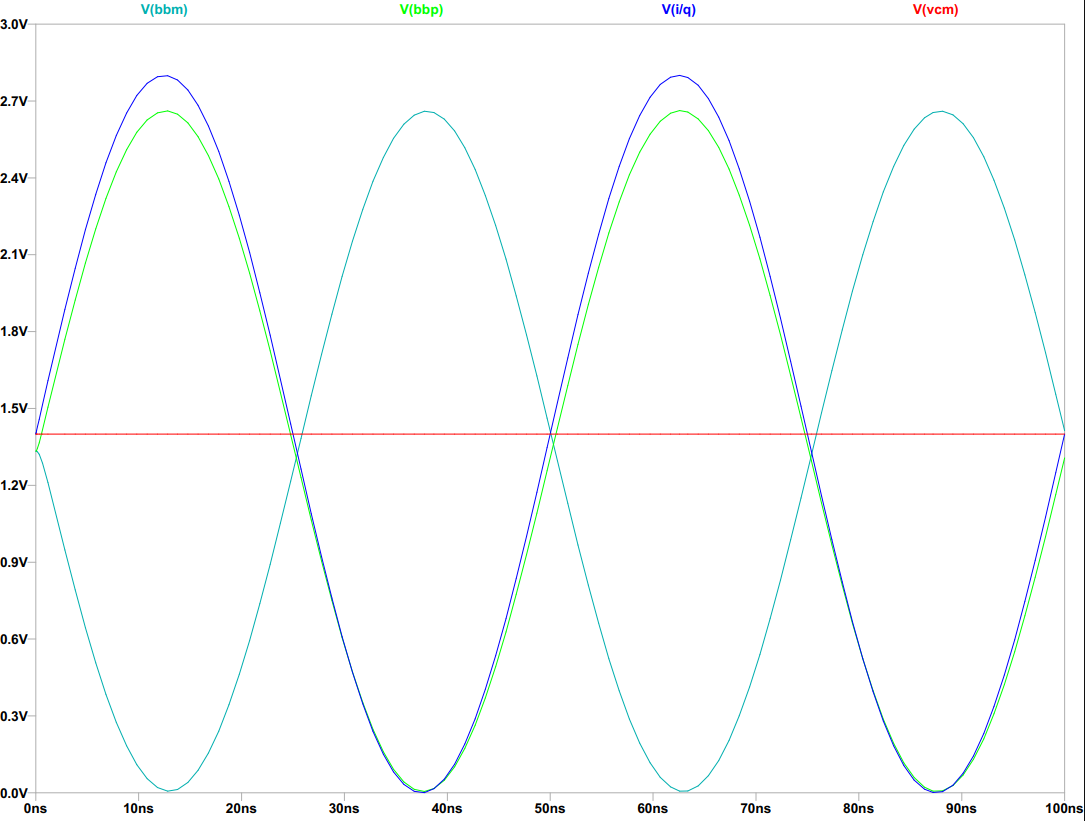 V(bbm) V(bbp) V(i/q) V(vcm)
3.0V
2.7V
2.4V
2.1V
1.8V
1.5V
1.2V
0.9V
0.6V
0.3V
0.0V
0ns 10ns 20ns 30ns 40ns 50ns 60ns 70ns 80ns 90ns 100ns